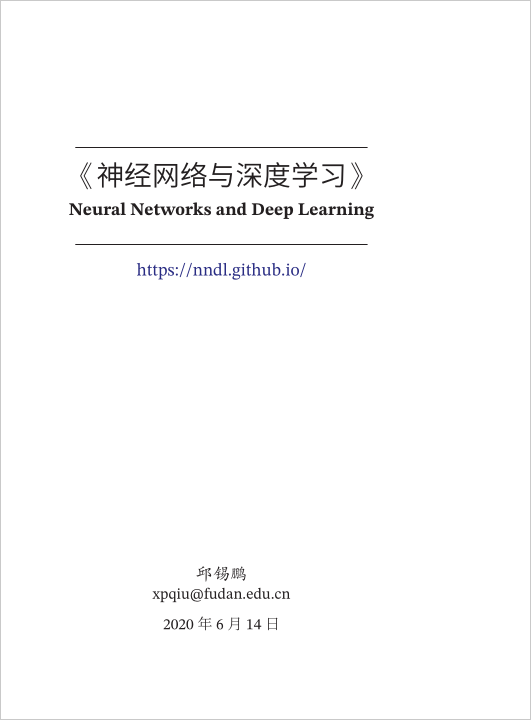 《神经网络与深度学习》
Neural Networks and Deep Learning
https://nndl.github.io/
邱锡鹏
xpqiu@fudan.edu.cn
2020 年 6 月 14 日